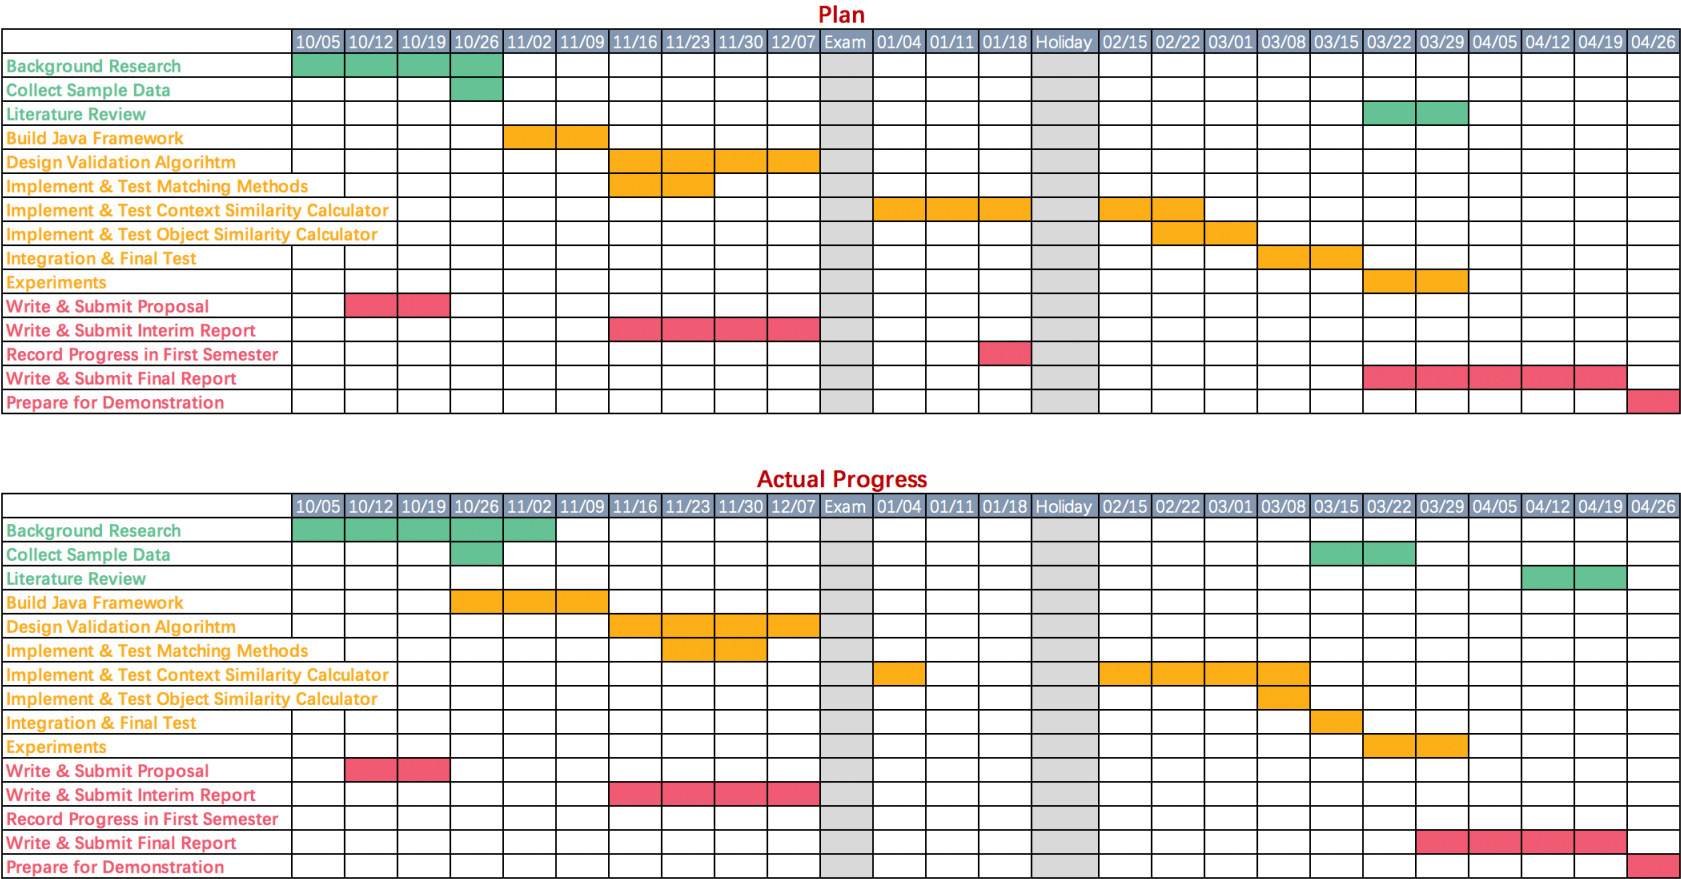 Plan
10/05 10/12 10/19 10/26 11/02 11/09 11/16 11/23 11/30 12/07 Exam 01/04 01/11 01/18 Holiday 02/15 02/22 03/01 03/08 03/15 03/22 03/29 04/05 04/12 04/19 04/26
Background Research
Collect Sample Data
Literature Review
Build Java Framework
Design Validation Algorihtm
Implement & Test Matching Methods
Implement & Test Context Similarity Calculator
Implement & Test Object Similarity Calculator
Integration & Final Test
Experiments
Write & Submit Proposal
Write & Submit Interim Report
Record Progress in First Semester
Write & Submit Final Report
Prepare for Demonstration
Actual Progress
10/05 10/12 10/19 10/26 11/02 11/09 11/16 11/23 11/30 12/07 Exam 01/04 01/11 01/18 Holiday 02/15 02/22 03/01 03/08 03/15 03/22 03/29 04/05 04/12 04/19 04/26
Background Research
Collect Sample Data
Literature Review
Build Java Framework
Design Validation Algorihtm
Implement & Test Matching Methods
Implement & Test Context Similarity Calculator
Implement & Test Object Similarity Calculator
Integration & Final Test
Experiments
Write & Submit Proposal
Write & Submit Interim Report
Record Progress in First Semester
Write & Submit Final Report
Prepare for Demonstration